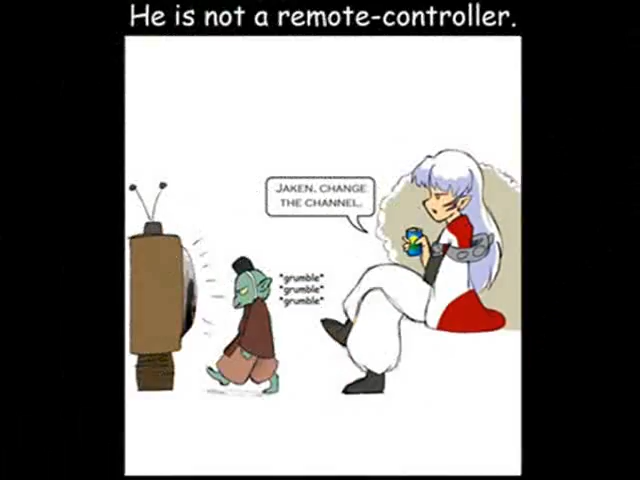 He is not a remote-controller.
JAKEN, CHANGE
THE CHANNEL.
*grumble*
*grumble*
*grumble*